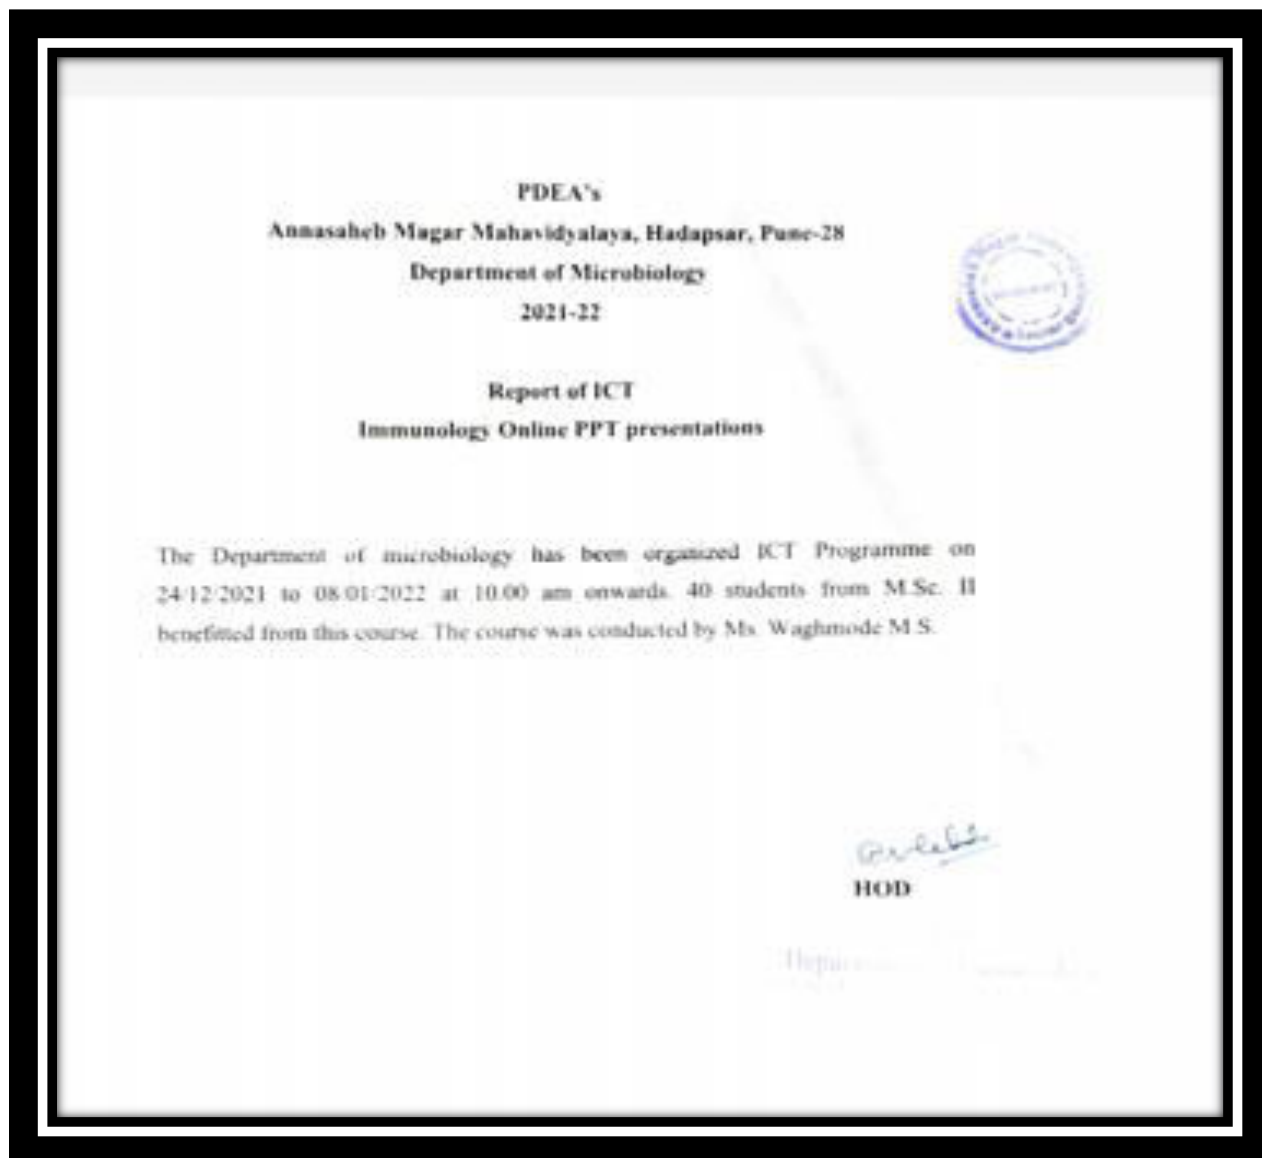 PDEA's
Annasaheb Magar Mahavidyalaya, Hadapsar, Pune-28
Department of Microbiology
2021-22
Report of ICT
Immunology Online PPT presentations
The Department of microbiology has been organized ICT Programme on
24/12/2021 to 08/01/2022 at 10.00 am onwards. 40 students from M.Sc. II
benefitted from this course. The course was conducted by Ms. Waghmode M.S.
HOD